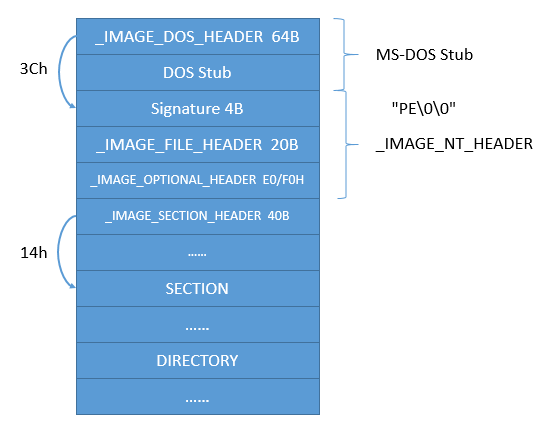 _IMAGE_DOS_HEADER 64B
MS-DOS Stub
3Ch
DOS Stub
Signature 4B
"PE\0\0"
_IMAGE_FILE_HEADER 20B
_IMAGE_NT_HEADER
_IMAGE_OPTIONAL_HEADER E0/F0H
_IMAGE_SECTION_HEADER 40B
14h
......
SECTION
......
DIRECTORY
......